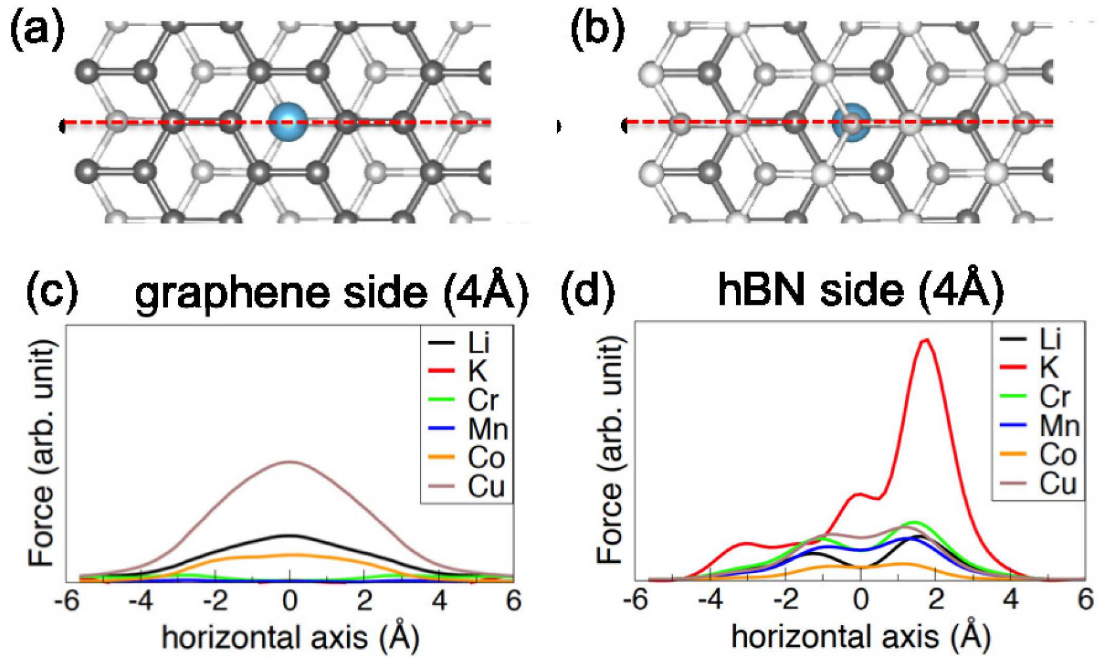 (a)
(b)
(c) graphene side (4Å)
Force (arb. unit)
Li
K
Cr
Mn
Co
Cu
-6 -4 -2 0 2 4 6
horizontal axis (Å)
(d) hBN side (4Å)
Force (arb. unit)
Li
K
Cr
Mn
Co
Cu
-6 -4 -2 0 2 4 6
horizontal axis (Å)